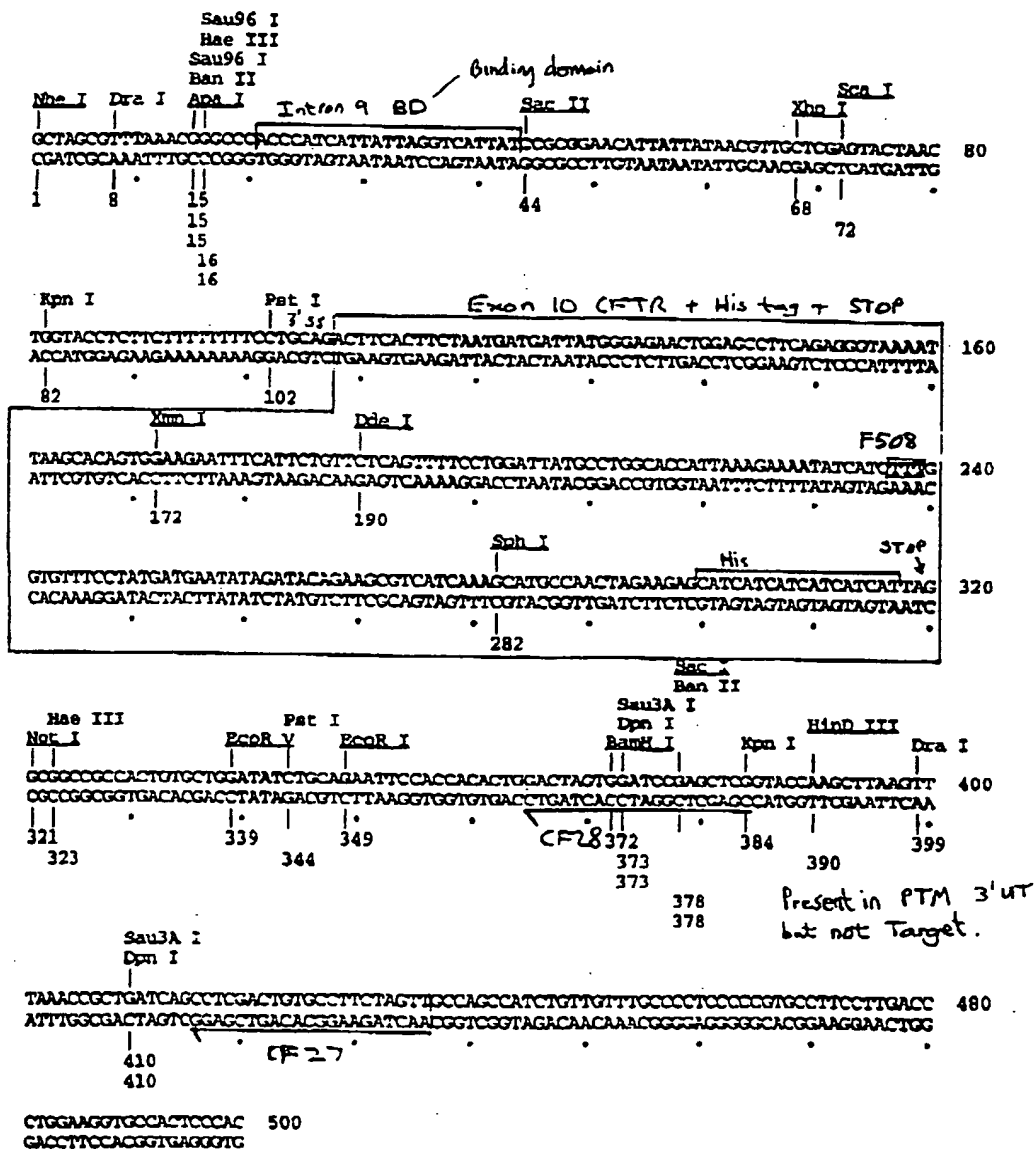 Sau96 I
Hae III
Sau96 I
Ban II
Binding domain
Nhe I Dra I Apa I Intron 9 BD Sac II Xho I Sca I
GCTAGCGTTTAAACGGGCCCACCCATCATTATTAGGTCATTATCCGCGGAACATTATTATAACGTTGCTCGAGTACTAAC 80
CGATCGCAAATTTGCCCGGGTGGGTAGTAATAATCCAGTAATAGGCGCCTTGTAATAATATTGCAACGAGCTCATGATTG
1 8 15 44 68 72
15
15
16
16
Kpn I Pst I 3' SS Exon 10 CFTR + His tag + STOP
TGGTACCTCTTCTTTTTTTTCCTGCAGACTTCACTTCTAATGATGATTATGGGAGAACTGGAGCCTTCAGAGGGTAAAAT 160
ACCATGGAGAAGAAAAAAAAGGACGTCTGAAGTGAAGATTACTACTAATACCCTCTTGACCTCGGAAGTCTCCCATTTTA
82 102
Xmn I Dde I F508
TAAGCACAGTGGAAGAATTTCATTCTGTTCTCAGTTTTCCTGGATTATGCCTGGCACCATTAAAGAAAATATCATCTTTG 240
ATTCGTGTCACCTTCTTAAAGTAAGACAAGAGTCAAAAGGACCTAATACGGACCGTGGTAATTTCTTTTATAGTAGAAAC
172 190
Sph I His STOP
GTGTTTCCTATGATGAATATAGATACAGAAGCGTCATCAAAGCATGCCAACTAGAAGAGCATCATCATCATCATCATTAG 320
CACAAAGGATACTACTTATATCTATGTCTTCGCAGTAGTTTCGTACGGTTGATCTTCTCGTAGTAGTAGTAGTAGTAATC
282
Sac I
Ban II
Sau3A I
Hae III Pst I Dpn I HinD III
Not I EcoR V EcoR I BamH I Kpn I Dra I
GCGGCCGCCACTGTGCTGGATATCTGCAGAATTCCACCACACTGGACTAGTGGATCCGAGCTCGGTACCAAGCTTAAGTT 400
CGCCGGCGGTGACACGACCTATAGACGTCTTAAGGTGGTGTGACCTGATCACCTAGGCTCGAGCCATGGTTCGAATTCAA
321 339 349 CF28 372 384 390 399
323 344 373
373
378
378
Present in PTM 3' UT
but not Target.
Sau3A I
Dpn I
TAAACCGCTGATCAGCCTCGACTGTGCCTTCTAGTTGCCAGCCATCTGTTGTTTGCCCCTCCCCCGTGCCTTCCTTGACC 480
ATTTGGCGACTAGTCGGAGCTGACACGGAAGATCAACGGTCGGTAGACAACAAACGGGGAGGGGGCACGGAAGGAACTGG
410 CF27
410
CTGGAAGGTGCCACTCCCAC 500
GACCTTCCACGGTGAGGGTG